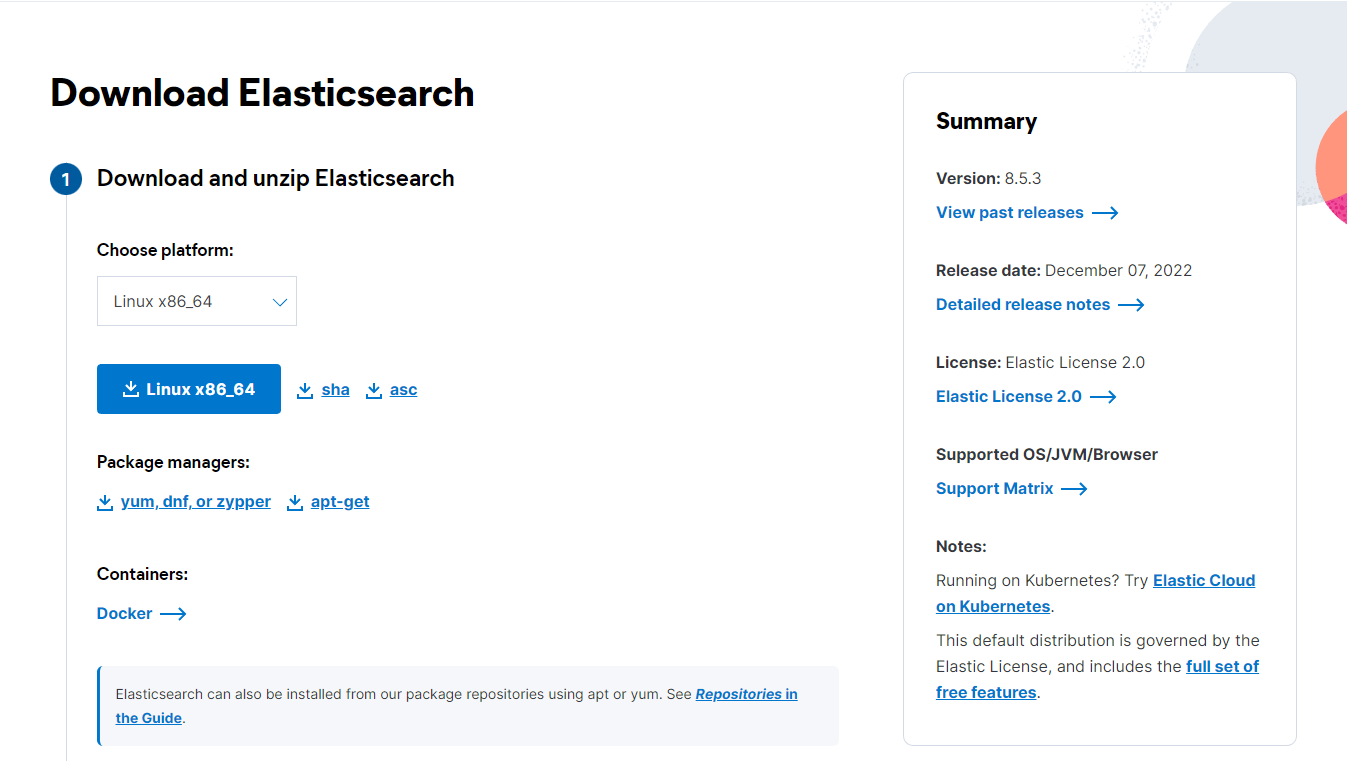 Download Elasticsearch
1 Download and unzip Elasticsearch
Choose platform:
Linux x86_64
Linux x86_64 sha asc
Package managers:
yum, dnf, or zypper apt-get
Containers:
Docker
Elasticsearch can also be installed from our package repositories using apt or yum. See Repositories in
the Guide.
Summary
Version: 8.5.3
View past releases
Release date: December 07, 2022
Detailed release notes
License: Elastic License 2.0
Elastic License 2.0
Supported OS/JVM/Browser
Support Matrix
Notes:
Running on Kubernetes? Try Elastic Cloud
on Kubernetes.
This default distribution is governed by the
Elastic License, and includes the full set of
free features.